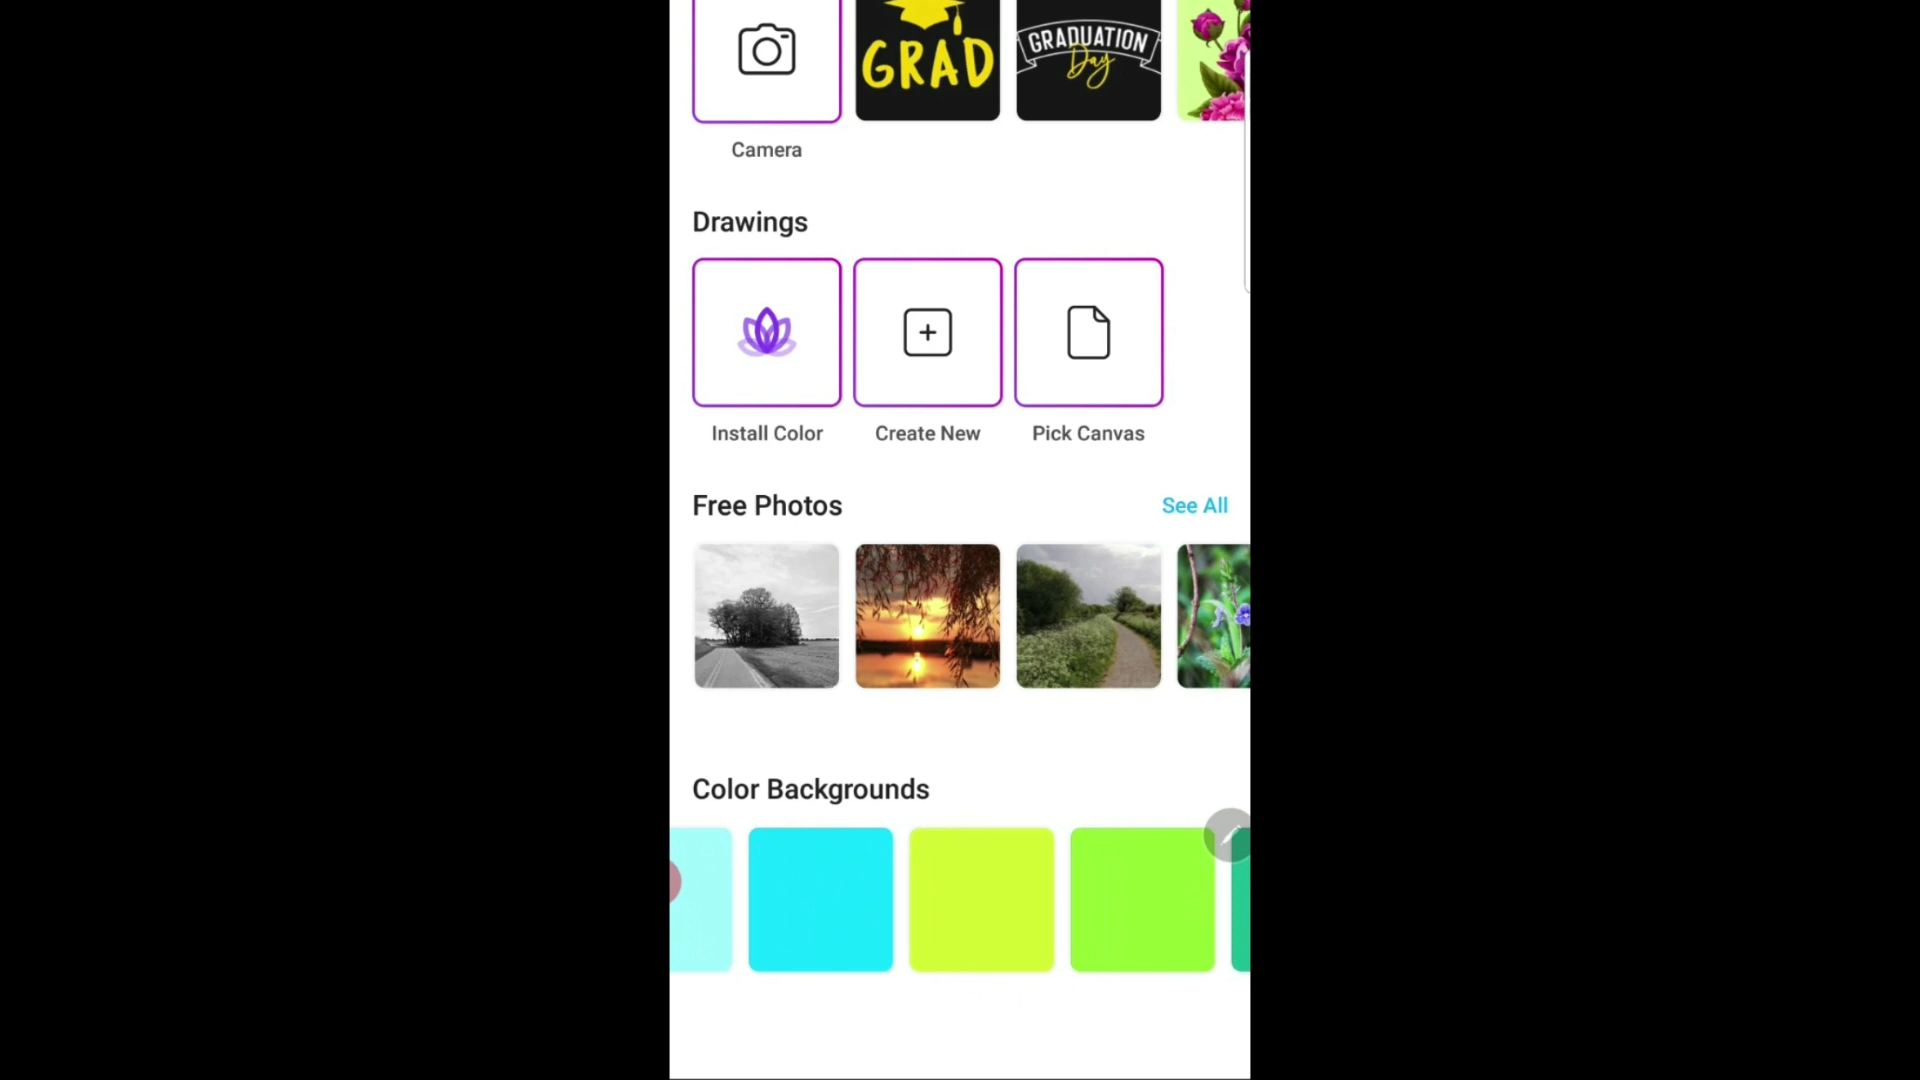 GRAD
GRADUATION
Day
Camera
Drawings
Install Color
Create New
Pick Canvas
Free Photos
See All
Color Backgrounds